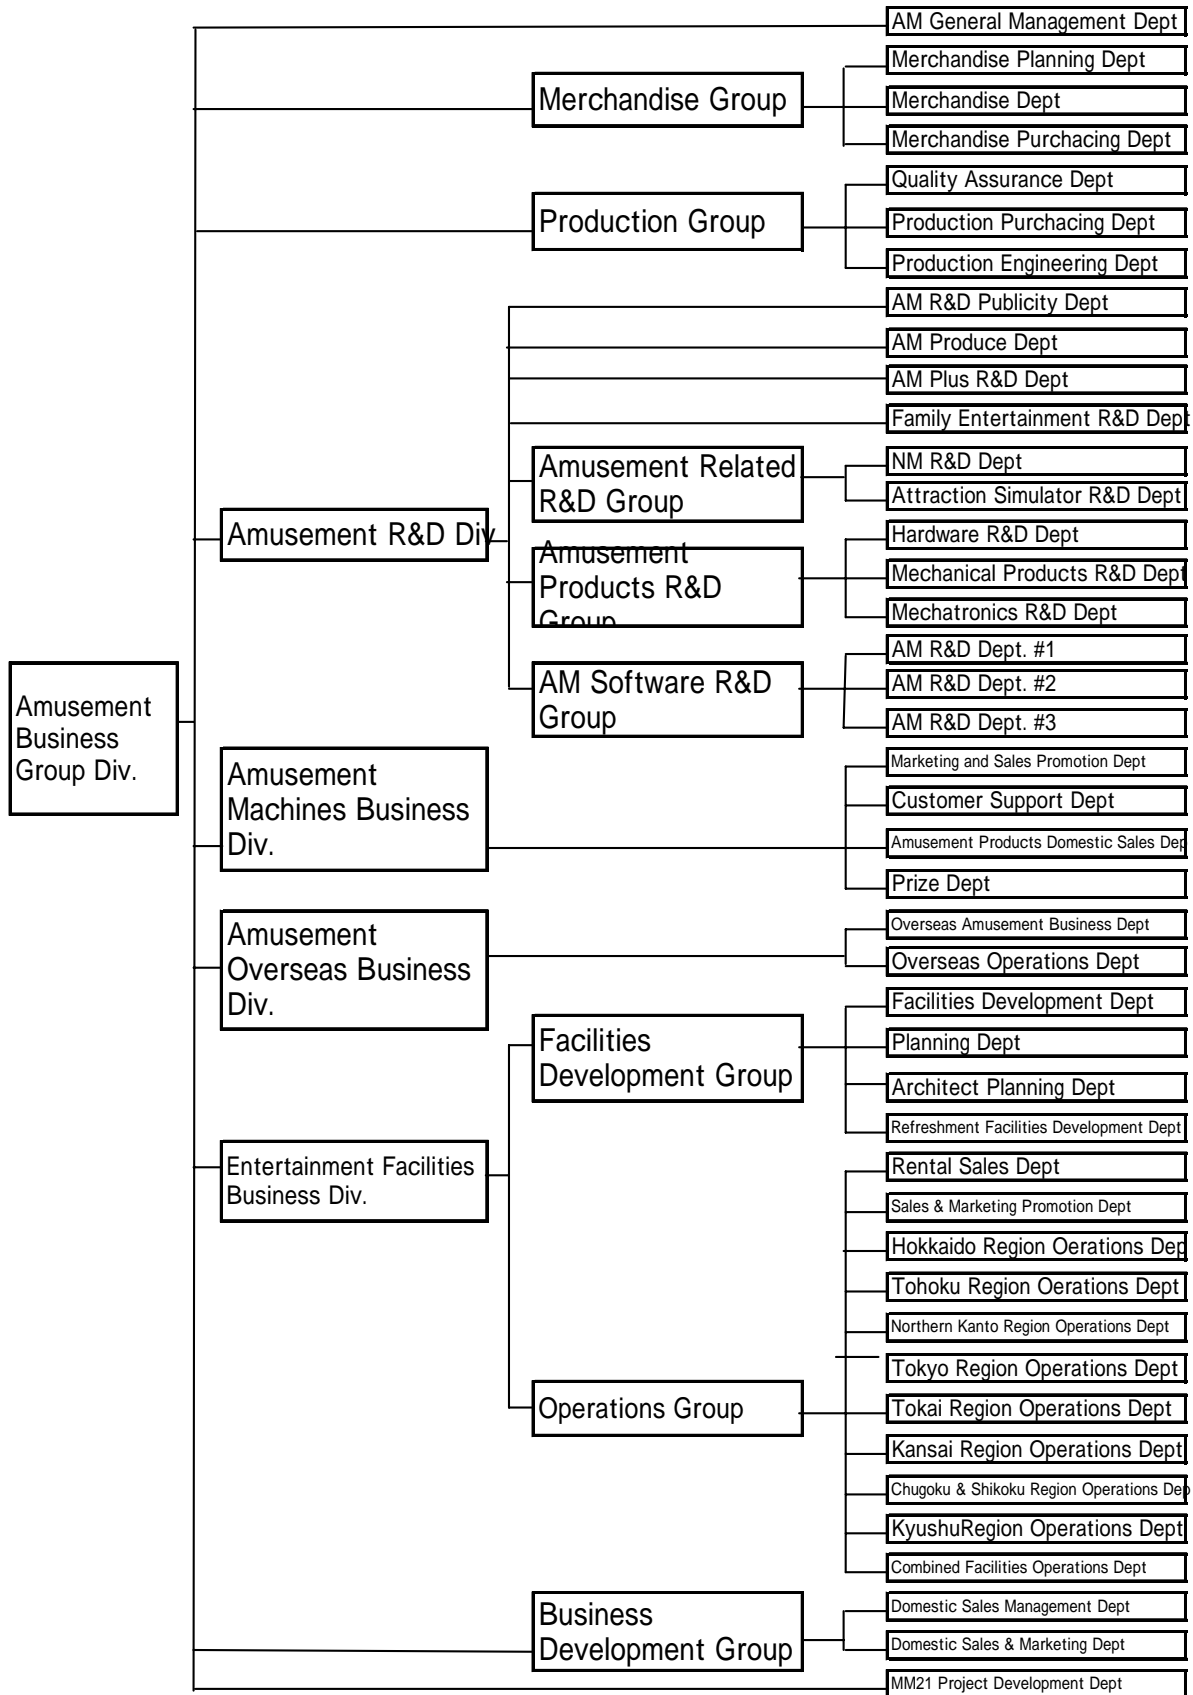 AM General Management Dept
Merchandise Group
Merchandise Planning Dept
Merchandise Dept
Merchandise Purchacing Dept
Production Group
Quality Assurance Dept
Production Purchacing Dept
Production Engineering Dept
Amusement R&D Div
AM R&D Publicity Dept
AM Produce Dept
AM Plus R&D Dept
Family Entertainment R&D Dept
Amusement Related
R&D Group
NM R&D Dept
Attraction Simulator R&D Dept
Amusement
Products R&D
Group
Hardware R&D Dept
Mechanical Products R&D Dept
Mechatronics R&D Dept
AM Software R&D
Group
AM R&D Dept. #1
AM R&D Dept. #2
AM R&D Dept. #3
Amusement
Business
Group Div.
Amusement
Machines Business
Div.
Marketing and Sales Promotion Dept
Customer Support Dept
Amusement Products Domestic Sales Dep
Prize Dept
Amusement
Overseas Business
Div.
Overseas Amusement Business Dept
Overseas Operations Dept
Entertainment Facilities
Business Div.
Facilities
Development Group
Facilities Development Dept
Planning Dept
Architect Planning Dept
Refreshment Facilities Development Dept
Operations Group
Rental Sales Dept
Sales & Marketing Promotion Dept
Hokkaido Region Oerations Dep
Tohoku Region Oerations Dept
Northern Kanto Region Operations Dept
Tokyo Region Operations Dept
Tokai Region Operations Dept
Kansai Region Operations Dept
Chugoku & Shikoku Region Operations Dep
KyushuRegion Operations Dept
Combined Facilities Operations Dept
Business
Development Group
Domestic Sales Management Dept
Domestic Sales & Marketing Dept
MM21 Project Development Dept